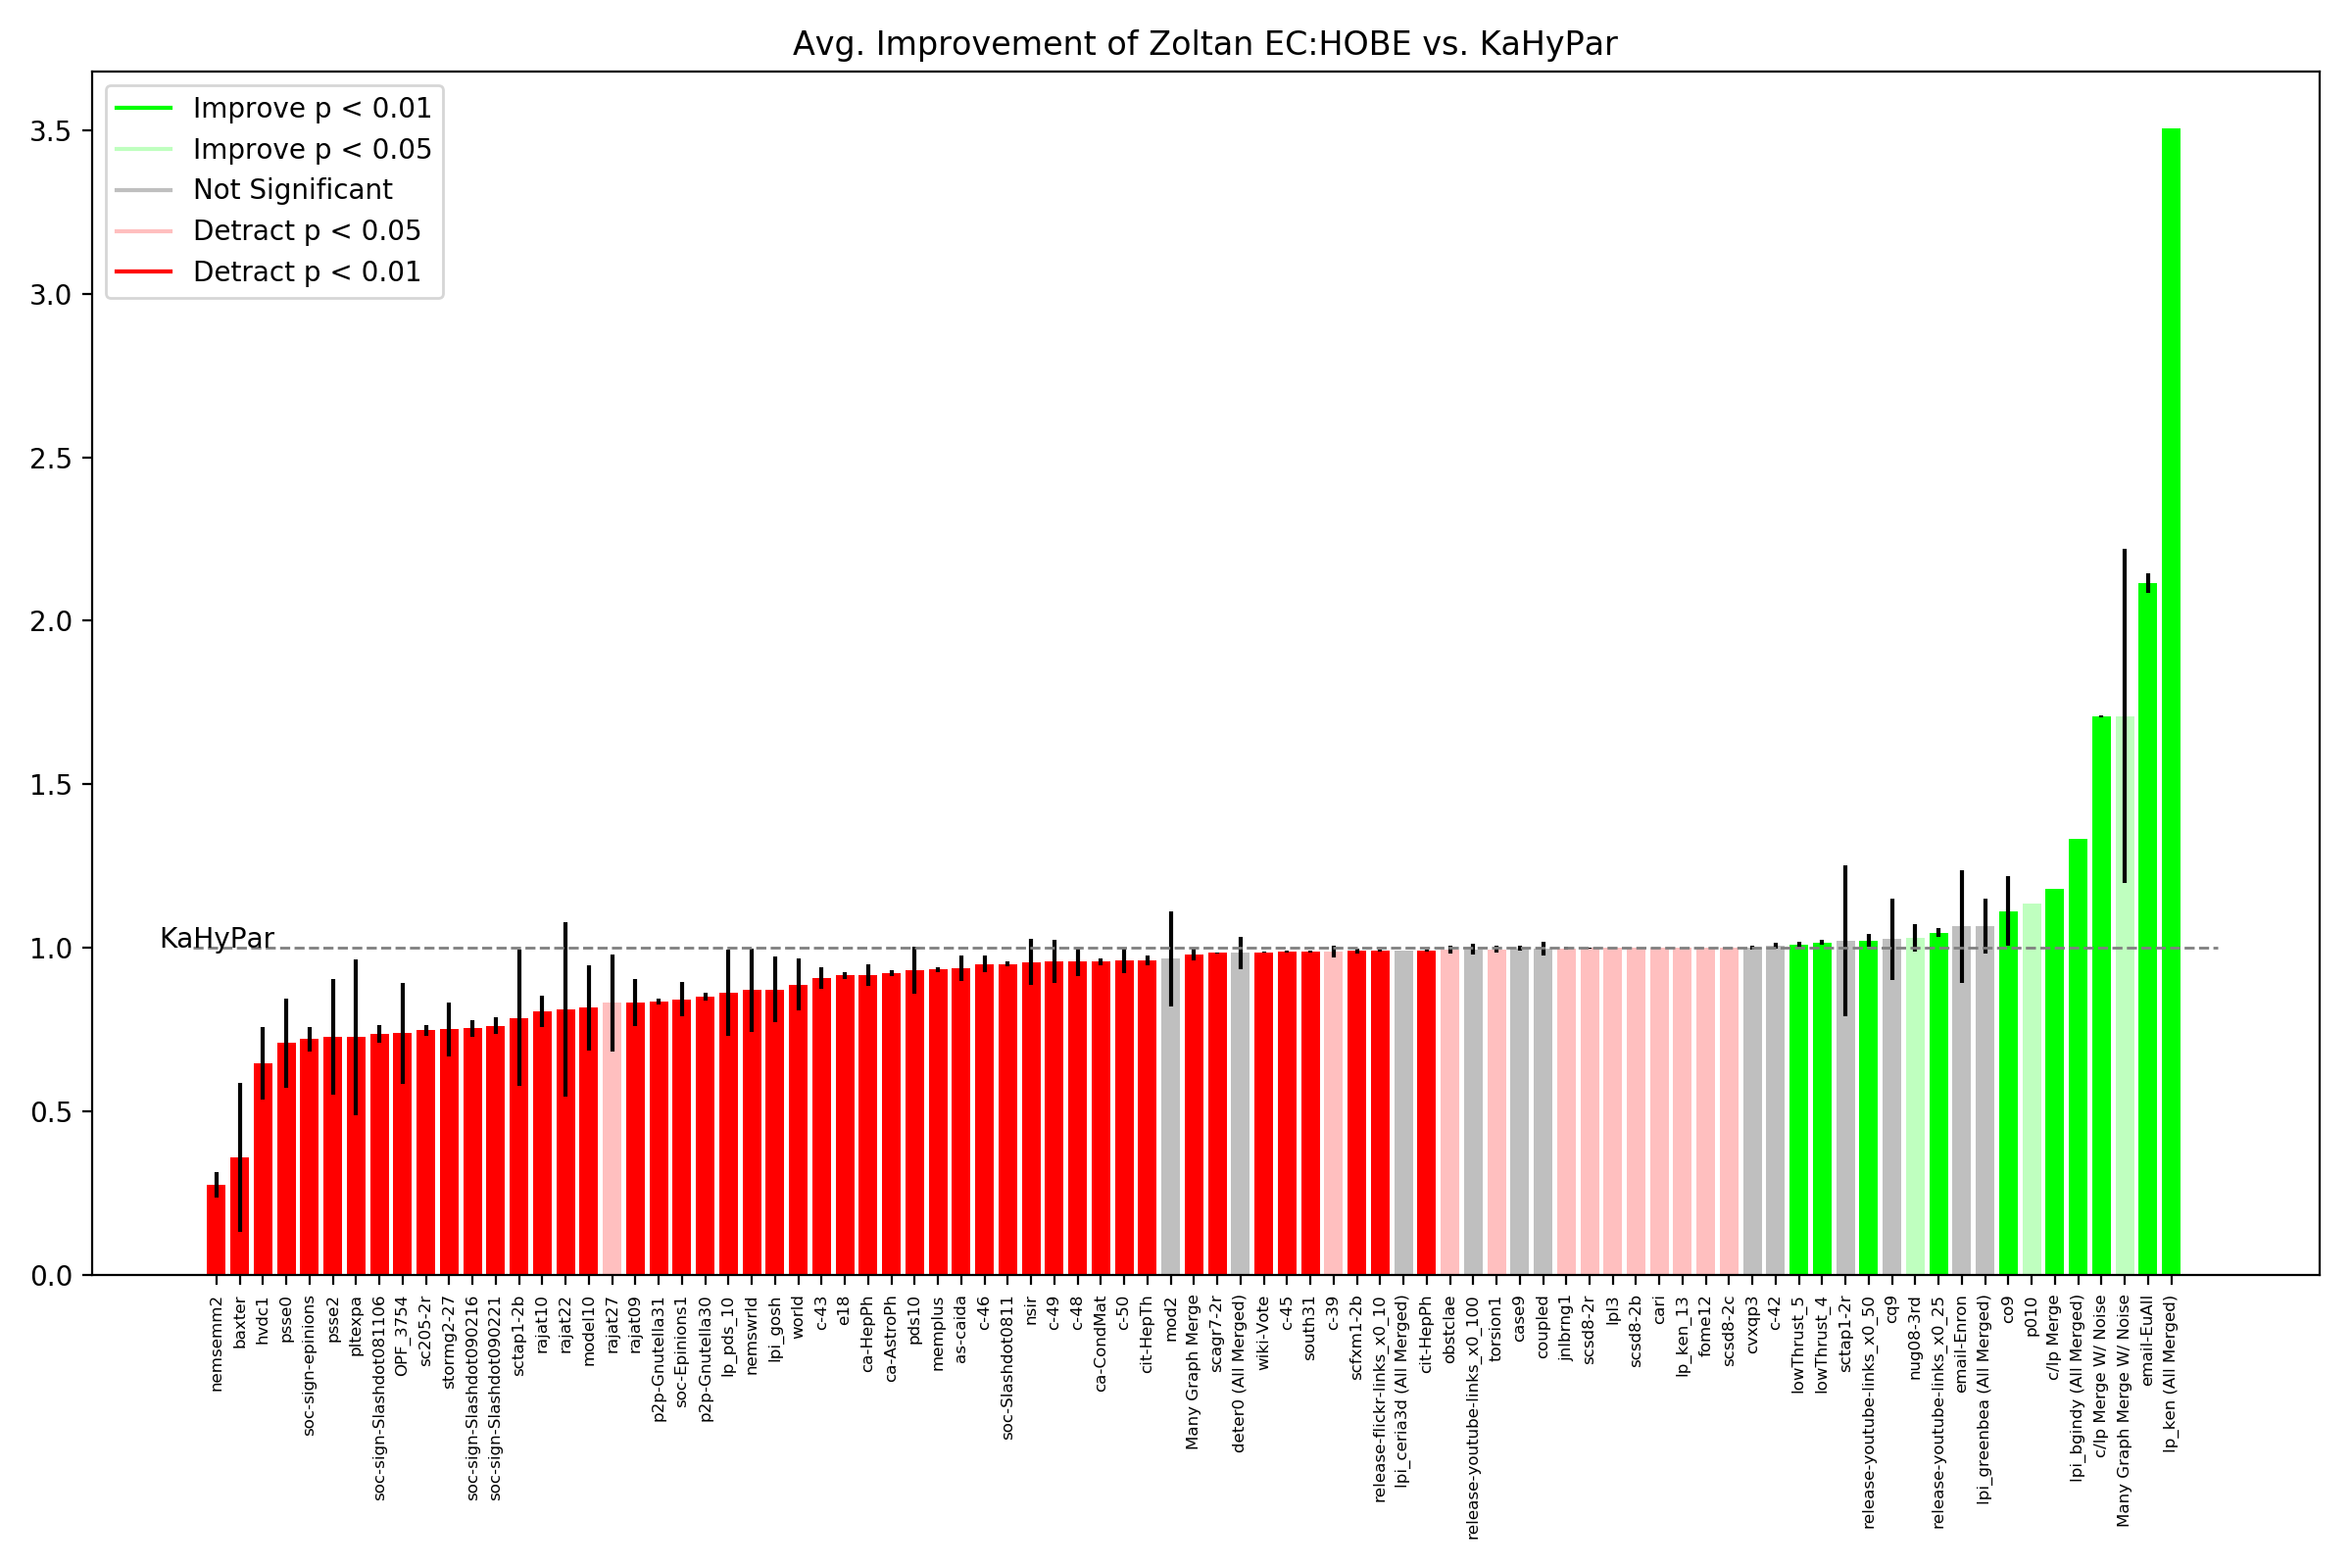 Avg. Improvement of Zoltan EC:HOBE vs. KaHyPar
Improve p < 0.01
Improve p < 0.05
Not Significant
Detract p < 0.05
Detract p < 0.01
3.5
3.0
2.5
2.0
1.5
1.0
0.5
0.0
KaHyPar
nemsemm2
baxter
hvdc1
psse0
soc-sign-epinions
psse2
pltexpa
soc-sign-Slashdot081106
OPF_3754
sc205-2r
stormg2-27
soc-sign-Slashdot090216
soc-sign-Slashdot090221
sctap1-2b
rajat10
rajat22
model10
rajat27
rajat09
p2p-Gnutella31
soc-Epinions1
p2p-Gnutella30
lp_pds_10
nemswrld
lpi_gosh
world
c-43
e18
ca-HepPh
ca-AstroPh
pds10
memplus
as-caida
c-46
soc-Slashdot0811
nsir
c-49
c-48
ca-CondMat
c-50
cit-HepTh
mod2
Many Graph Merge
scagr7-2r
deter0 (All Merged)
wiki-Vote
c-45
south31
c-39
scfxm1-2b
release-flickr-links_x0_10
lpi_ceria3d (All Merged)
cit-HepPh
obstclae
release-youtube-links_x0_100
torsion1
case9
coupled
jnlbrng1
scsd8-2r
lpl3
scsd8-2b
cari
lp_ken_13
fome12
scsd8-2c
cvxqp3
c-42
lowThrust_5
lowThrust_4
sctap1-2r
release-youtube-links_x0_50
cq9
nug08-3rd
release-youtube-links_x0_25
email-Enron
lpi_greenbea (All Merged)
co9
p010
c/lp Merge
lpi_bgindy (All Merged)
c/lp Merge W/ Noise
Many Graph Merge W/ Noise
email-EuAll
lp_ken (All Merged)